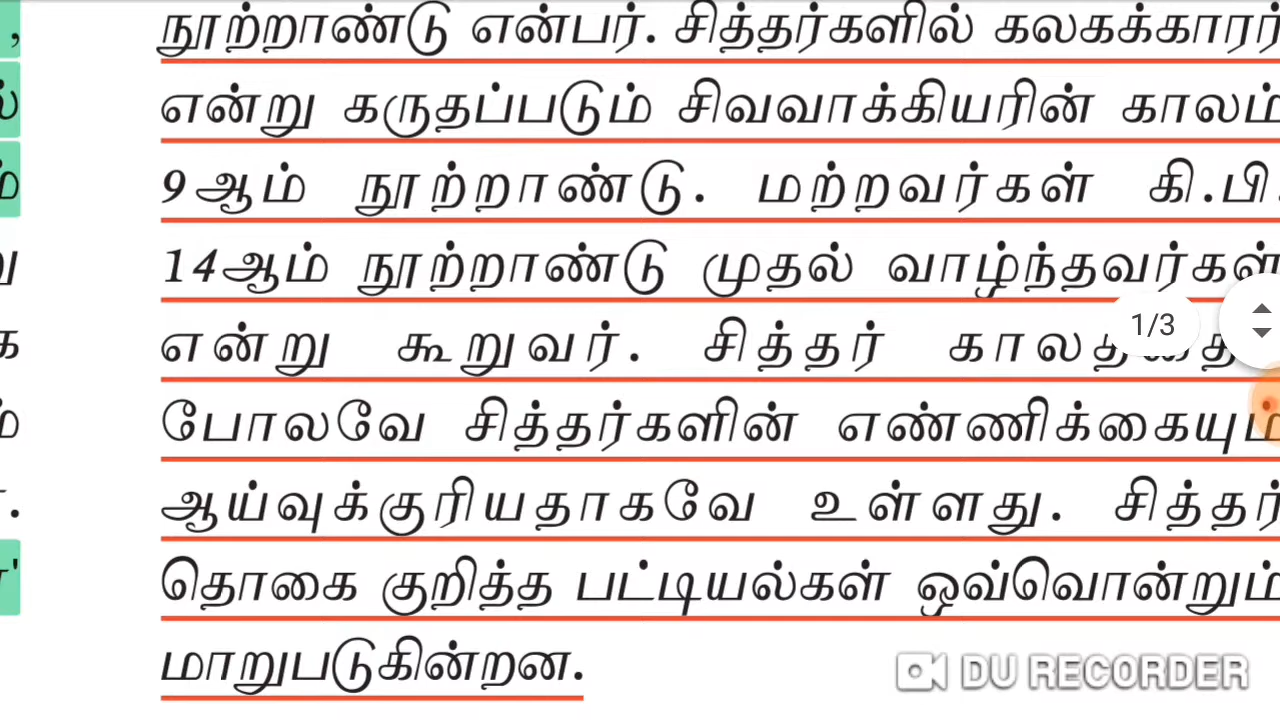 நூற்றாண்டு என்பர். சித்தர்களில் கலகக்காரர்
என்று கருதப்படும் சிவவாக்கியரின் காலம்
9ஆம் நூற்றாண்டு. மற்றவர்கள் கி.பி.
14ஆம் நூற்றாண்டு முதல் வாழ்ந்தவர்கள்
1/3
என்று கூறுவர். சித்தர்
போலவே சித்தர்களின் எண்ணிக்கையும்
ஆய்வுக்குரியதாகவே உள்ளது. சித்தர்
தொகை குறித்த பட்டியல்கள் ஒவ்வொன்றும்
மாறுபடுகின்றன.
DU RECORDER